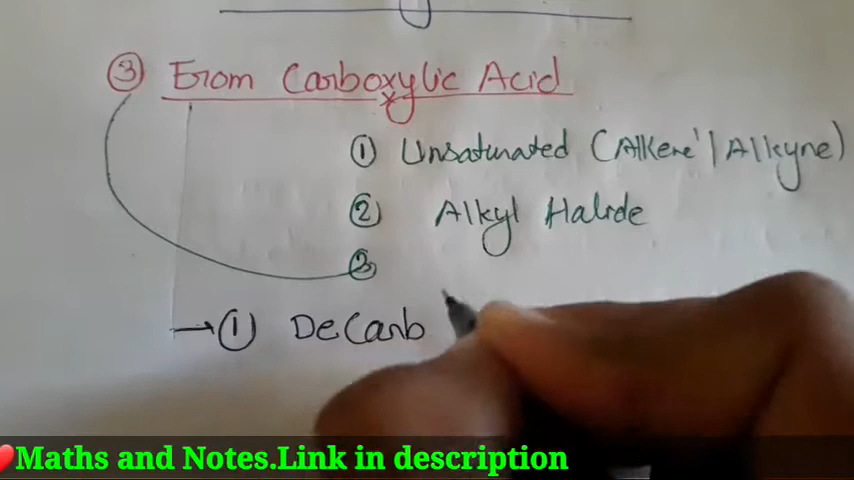 ③ From Carboxylic Acid
① Unsaturated (Alkene' | Alkyne)
② Alkyl Halide
③
→ ① DeCarb
Maths and Notes.Link in description